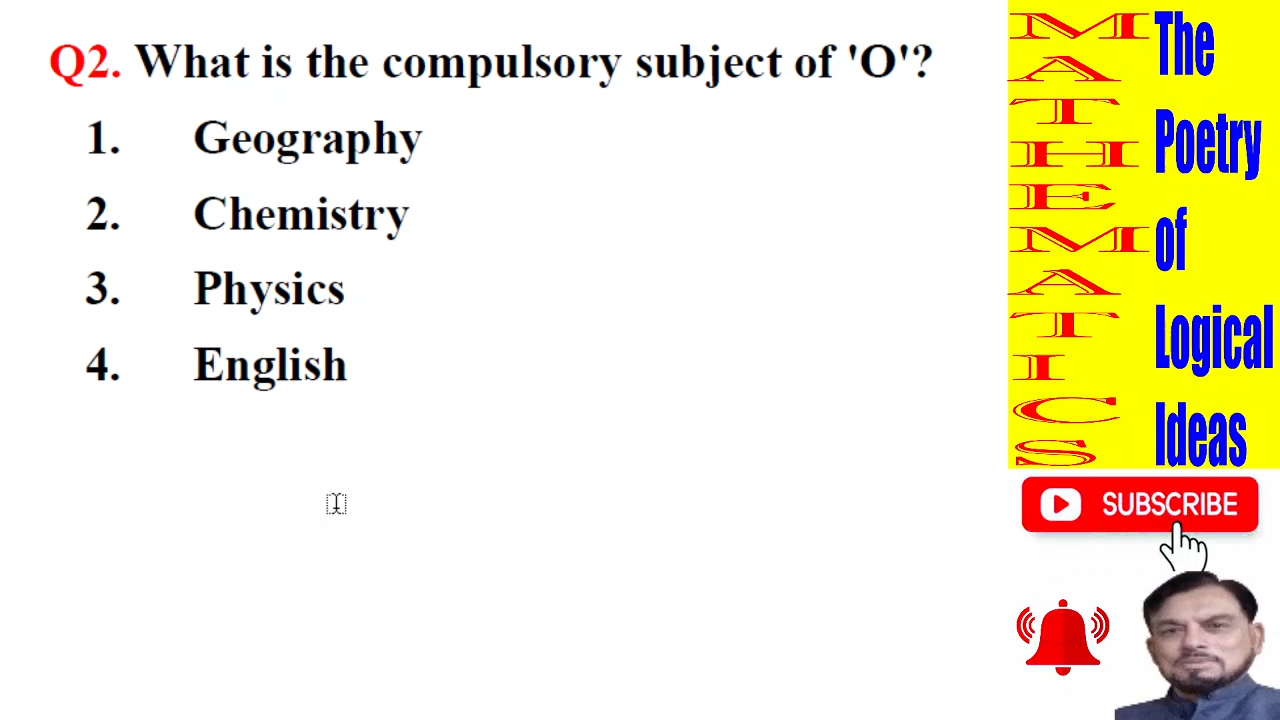 Q2. What is the compulsory subject of 'O'?
1. Geography
2. Chemistry
3. Physics
4. English
MATHEMATICS
The
Poetry
of
Logical
Ideas
SUBSCRIBE